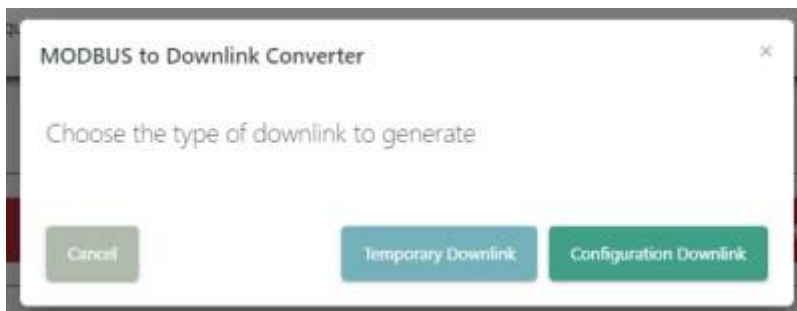 MODBUS to Downlink Converter ×
Choose the type of downlink to generate
Cancel Temporary Downlink Configuration Downlink